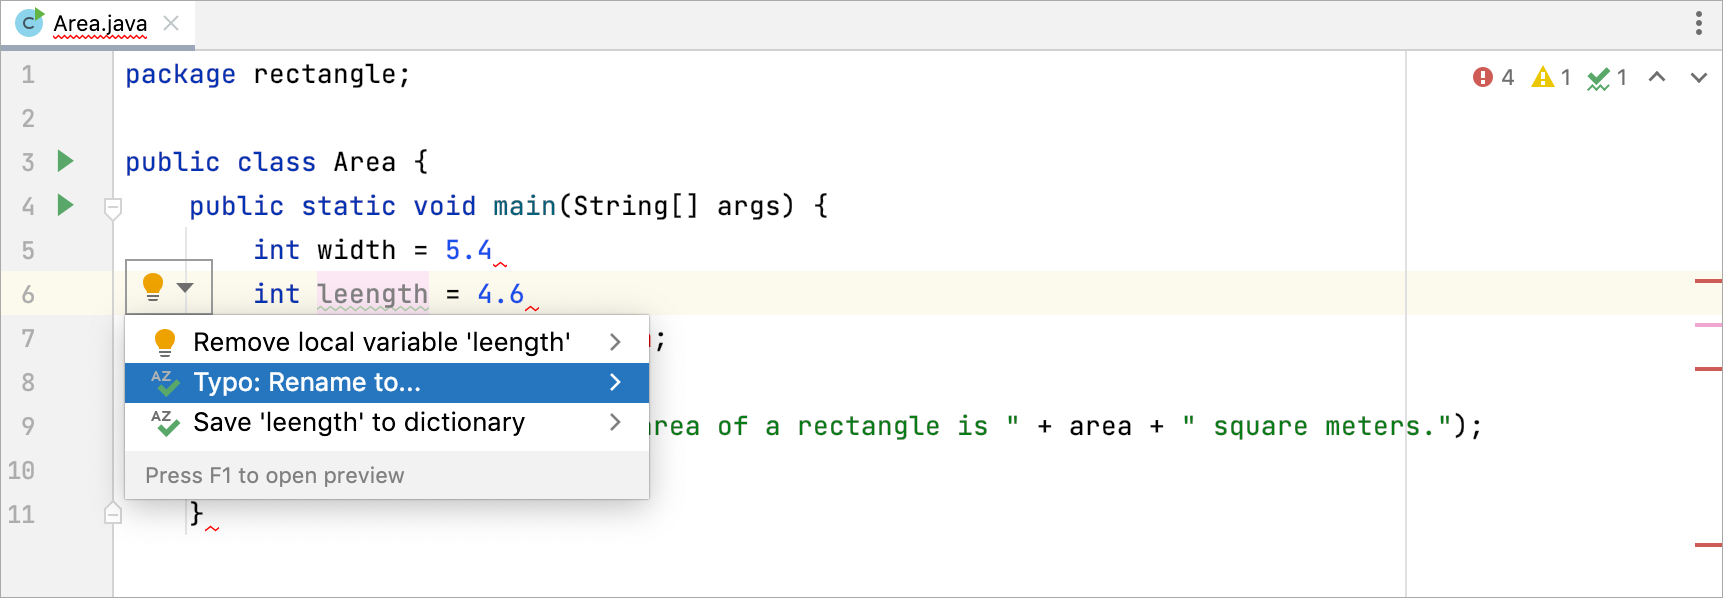 Area.java
4 1 1
1 package rectangle;
2
3 public class Area {
4 public static void main(String[] args) {
5 int width = 5.4
6 int leength = 4.6
7 ;
Remove local variable 'leength'
8
Typo: Rename to...
Save 'leength' to dictionary
9 area of a rectangle is " + area + " square meters.");
10
Press F1 to open preview
11 }